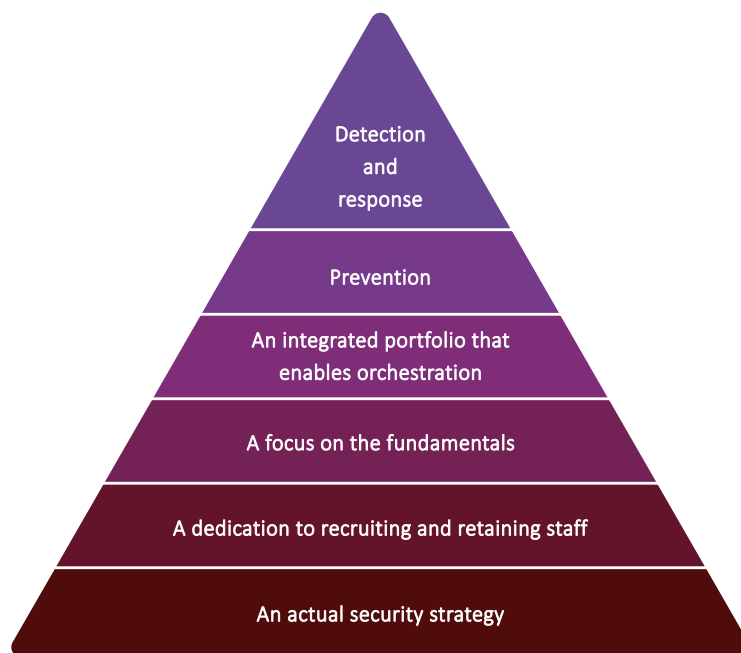 Detection
and
response
Prevention
An integrated portfolio that
enables orchestration
A focus on the fundamentals
A dedication to recruiting and retaining staff
An actual security strategy